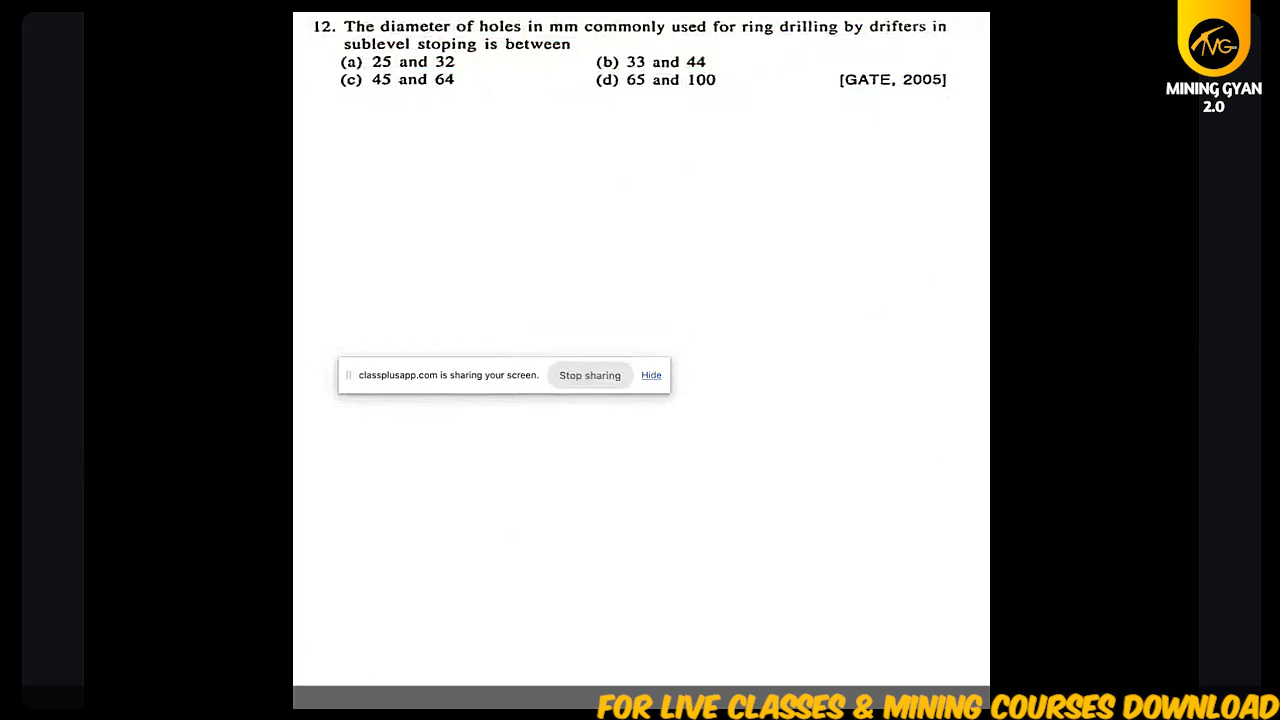 12. The diameter of holes in mm commonly used for ring drilling by drifters in
sublevel stoping is between
(a) 25 and 32 (b) 33 and 44
(c) 45 and 64 (d) 65 and 100 [GATE, 2005]
MINING GYAN
2.0
classplusapp.com is sharing your screen. Stop sharing Hide
FOR LIVE CLASSES & MINING COURSES DOWNLOAD